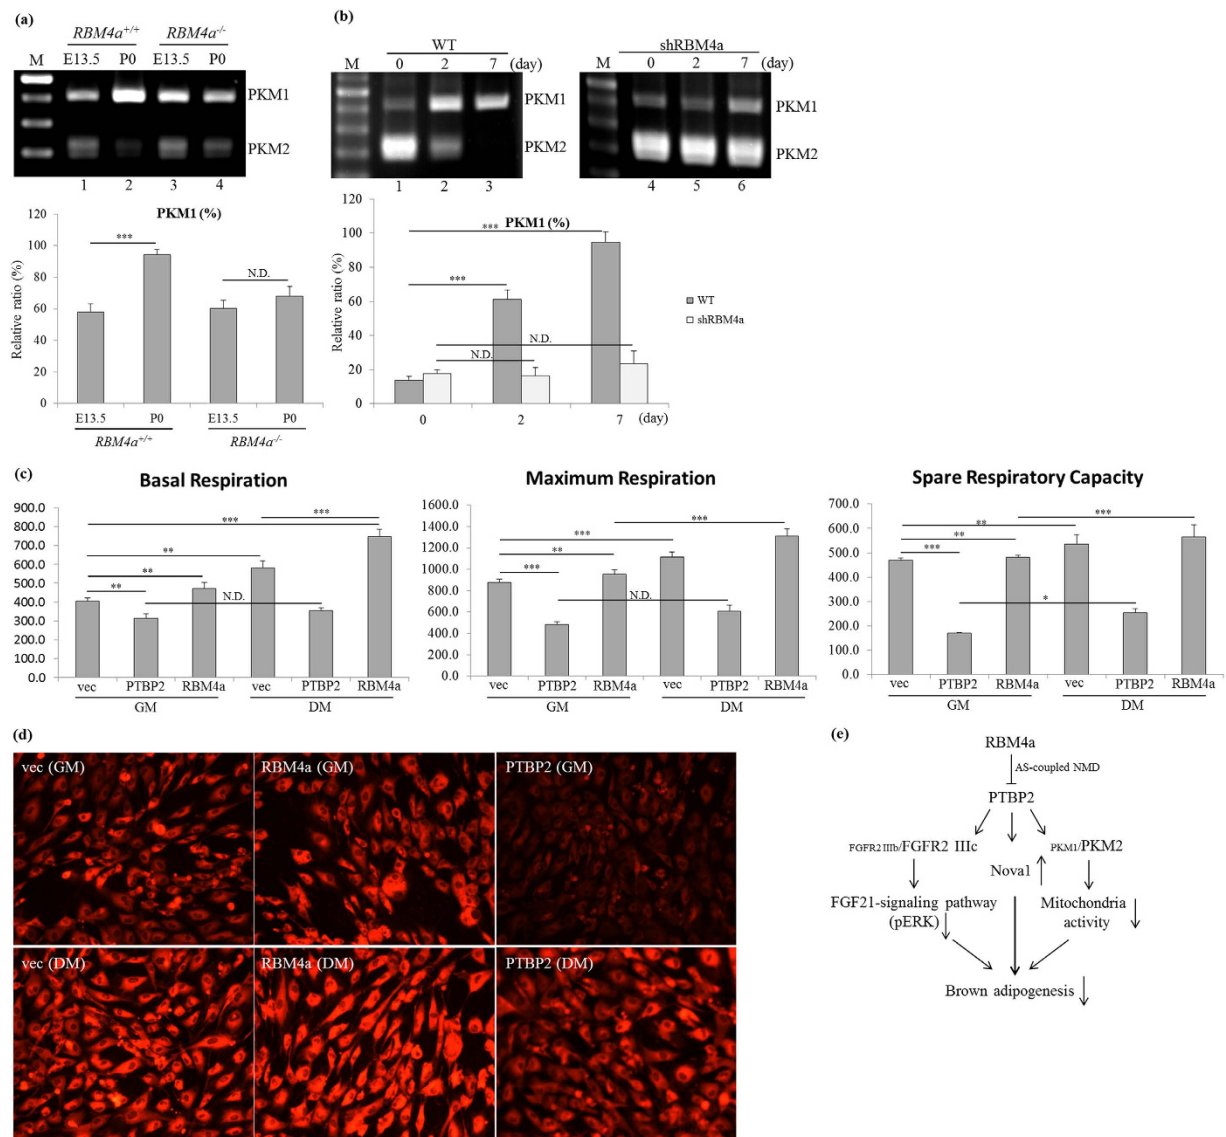 (a)
RBM4a+/+ RBM4a-/-
M E13.5 P0 E13.5 P0
PKM1
PKM2
1 2 3 4
PKM1 (%)
Relative ratio (%)
120
100
80
60
40
20
0
***
N.D.
E13.5 P0 E13.5 P0
RBM4a+/+ RBM4a-/-
(b)
WT
M 0 2 7 (day)
PKM1
PKM2
1 2 3
shRBM4a
M 0 2 7 (day)
PKM1
PKM2
4 5 6
PKM1 (%)
Relative ratio (%)
120
100
80
60
40
20
0
***
***
N.D.
N.D.
WT
shRBM4a
0 2 7 (day)
(c)
Basal Respiration
900.0
800.0
700.0
600.0
500.0
400.0
300.0
200.0
100.0
0.0
***
***
**
**
**
N.D.
vec PTBP2 RBM4a vec PTBP2 RBM4a
GM DM
Maximum Respiration
1600.0
1400.0
1200.0
1000.0
800.0
600.0
400.0
200.0
0.0
***
***
**
***
N.D.
vec PTBP2 RBM4a vec PTBP2 RBM4a
GM DM
Spare Respiratory Capacity
700.0
600.0
500.0
400.0
300.0
200.0
100.0
0.0
**
***
**
***
*
vec PTBP2 RBM4a vec PTBP2 RBM4a
GM DM
(d)
vec (GM) RBM4a (GM) PTBP2 (GM)
vec (DM) RBM4a (DM) PTBP2 (DM)
(e)
RBM4a
AS-coupled NMD
PTBP2
FGFR2 IIIb/FGFR2 IIIc PKM1/PKM2
Nova1
FGF21-signaling pathway
(pERK)
Mitochondria
activity
Brown adipogenesis